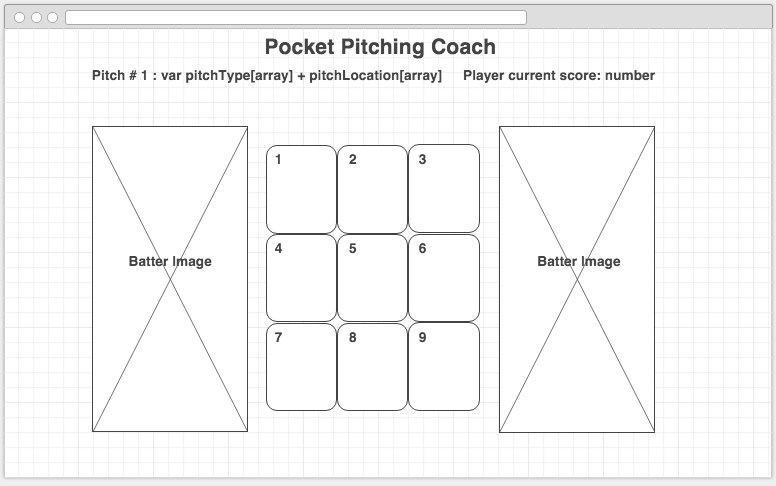 Pocket Pitching Coach
Pitch # 1 : var pitchType[array] + pitchLocation[array] Player current score: number
1 2 3
Batter Image 4 5 6 Batter Image
7 8 9